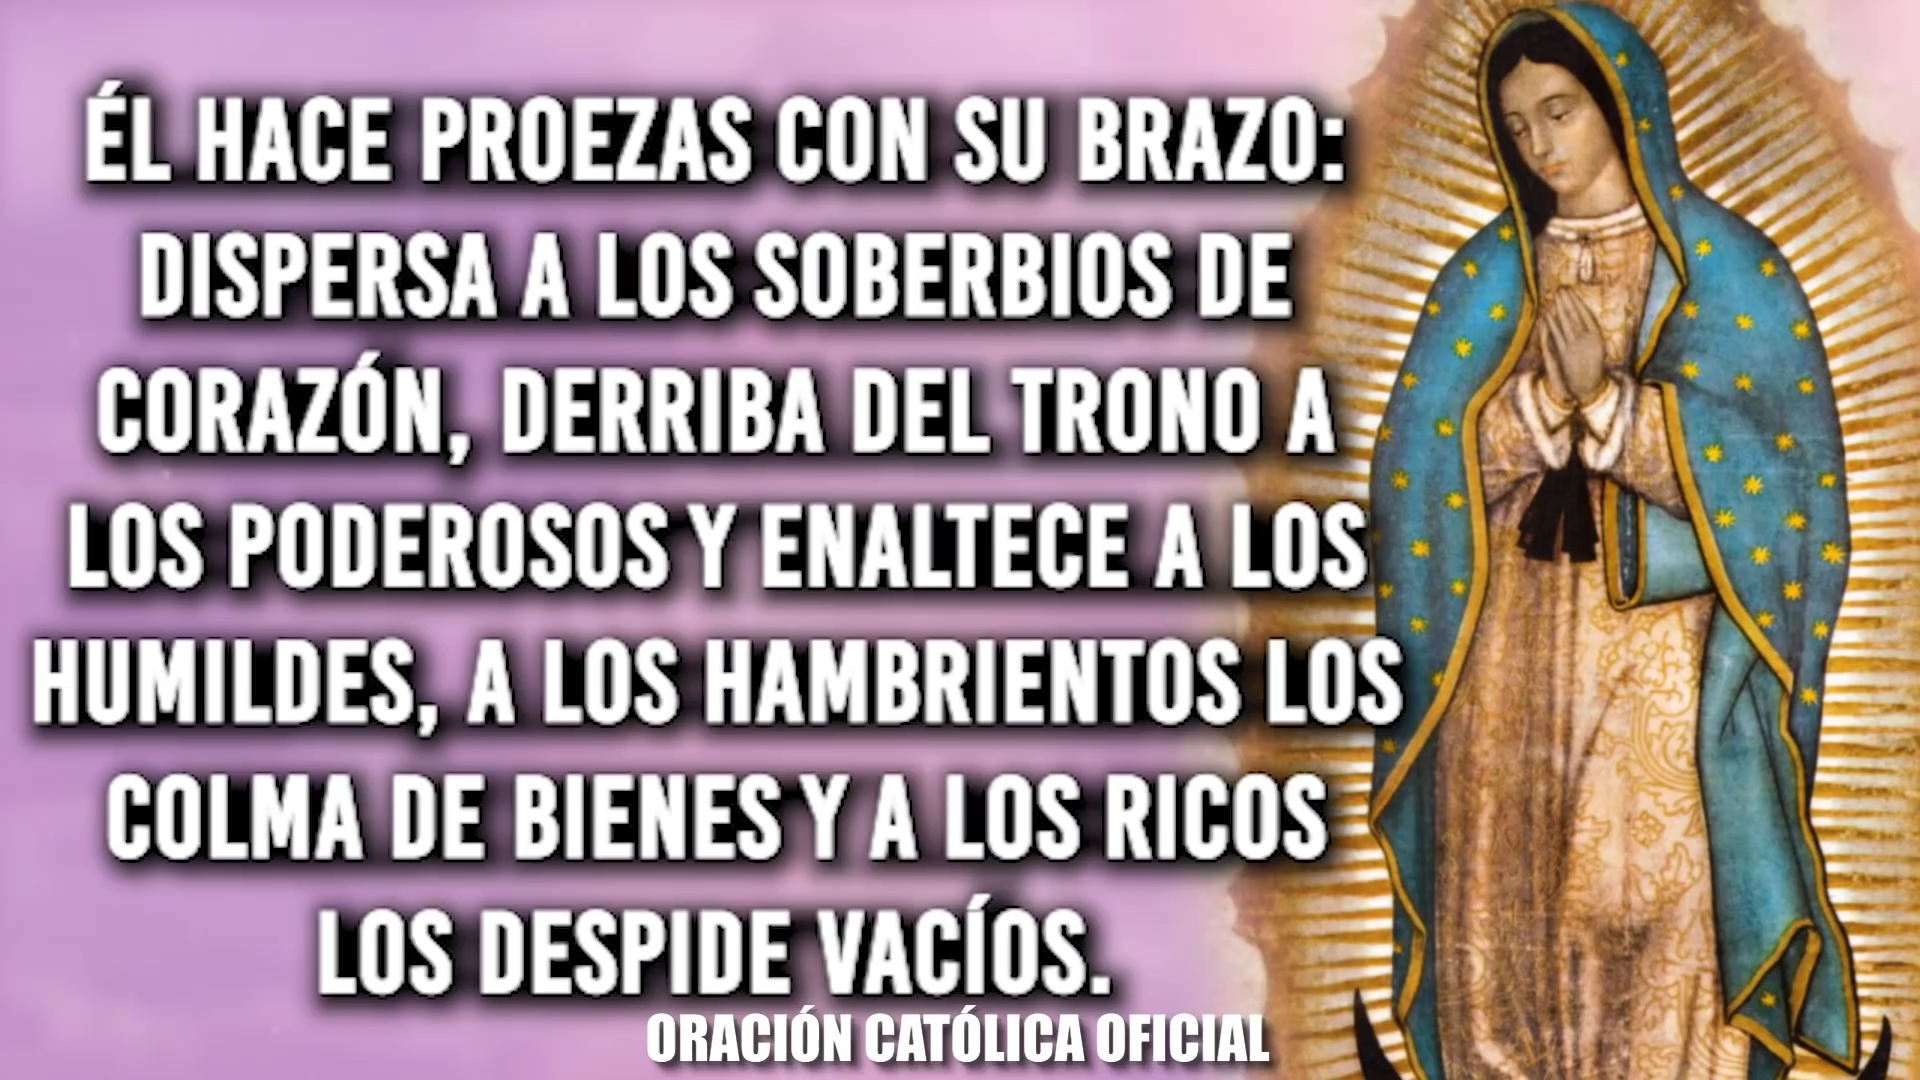 ÉL HACE PROEZAS CON SU BRAZO:
DISPERSA A LOS SOBERBIOS DE
CORAZÓN, DERRIBA DEL TRONO A
LOS PODEROSOS Y ENALTECE A LOS
HUMILDES, A LOS HAMBRIENTOS LOS
COLMA DE BIENES Y A LOS RICOS
LOS DESPIDE VACÍOS.
ORACIÓN CATÓLICA OFICIAL